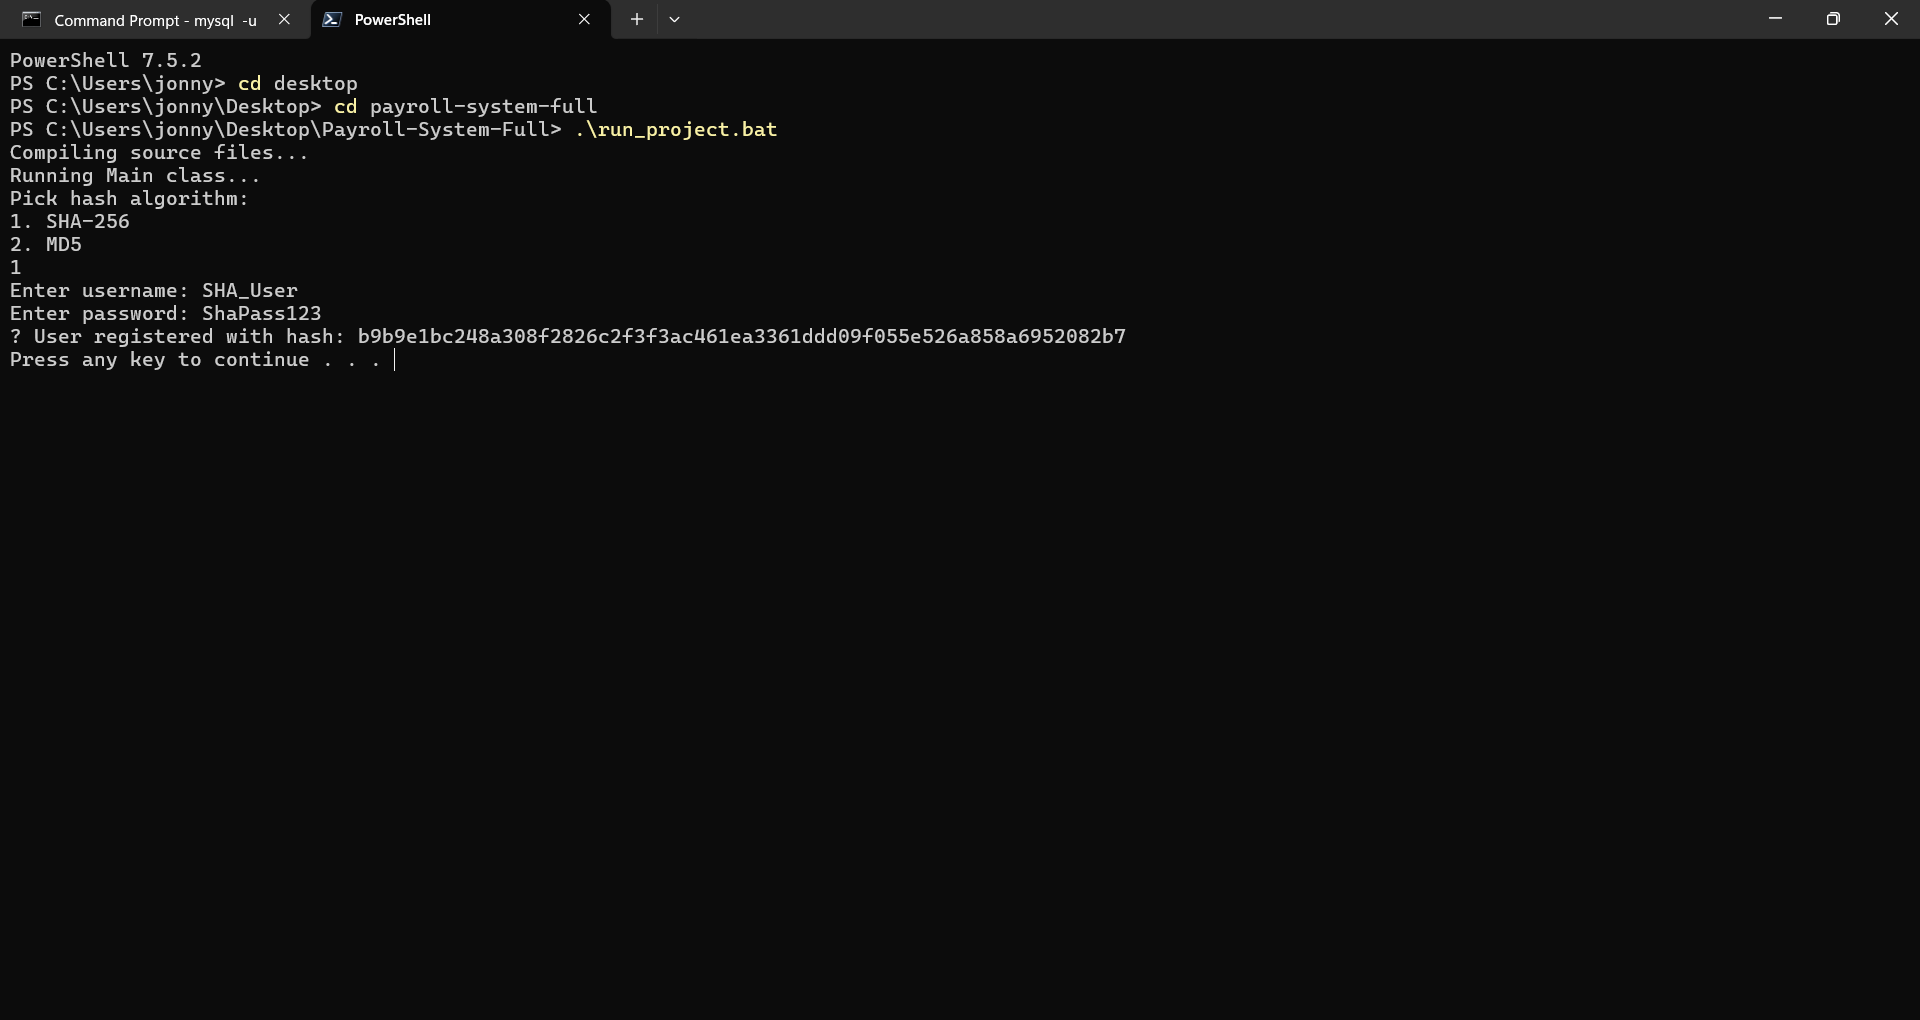 Command Prompt - mysql -u
PowerShell
PowerShell 7.5.2
PS C:\Users\jonny> cd desktop
PS C:\Users\jonny\Desktop> cd payroll-system-full
PS C:\Users\jonny\Desktop\Payroll-System-Full> .\run_project.bat
Compiling source files...
Running Main class...
Pick hash algorithm:
1. SHA-256
2. MD5
1
Enter username: SHA_User
Enter password: ShaPass123
? User registered with hash: b9b9e1bc248a308f2826c2f3f3ac461ea3361ddd09f055e526a858a6952082b7
Press any key to continue . . .